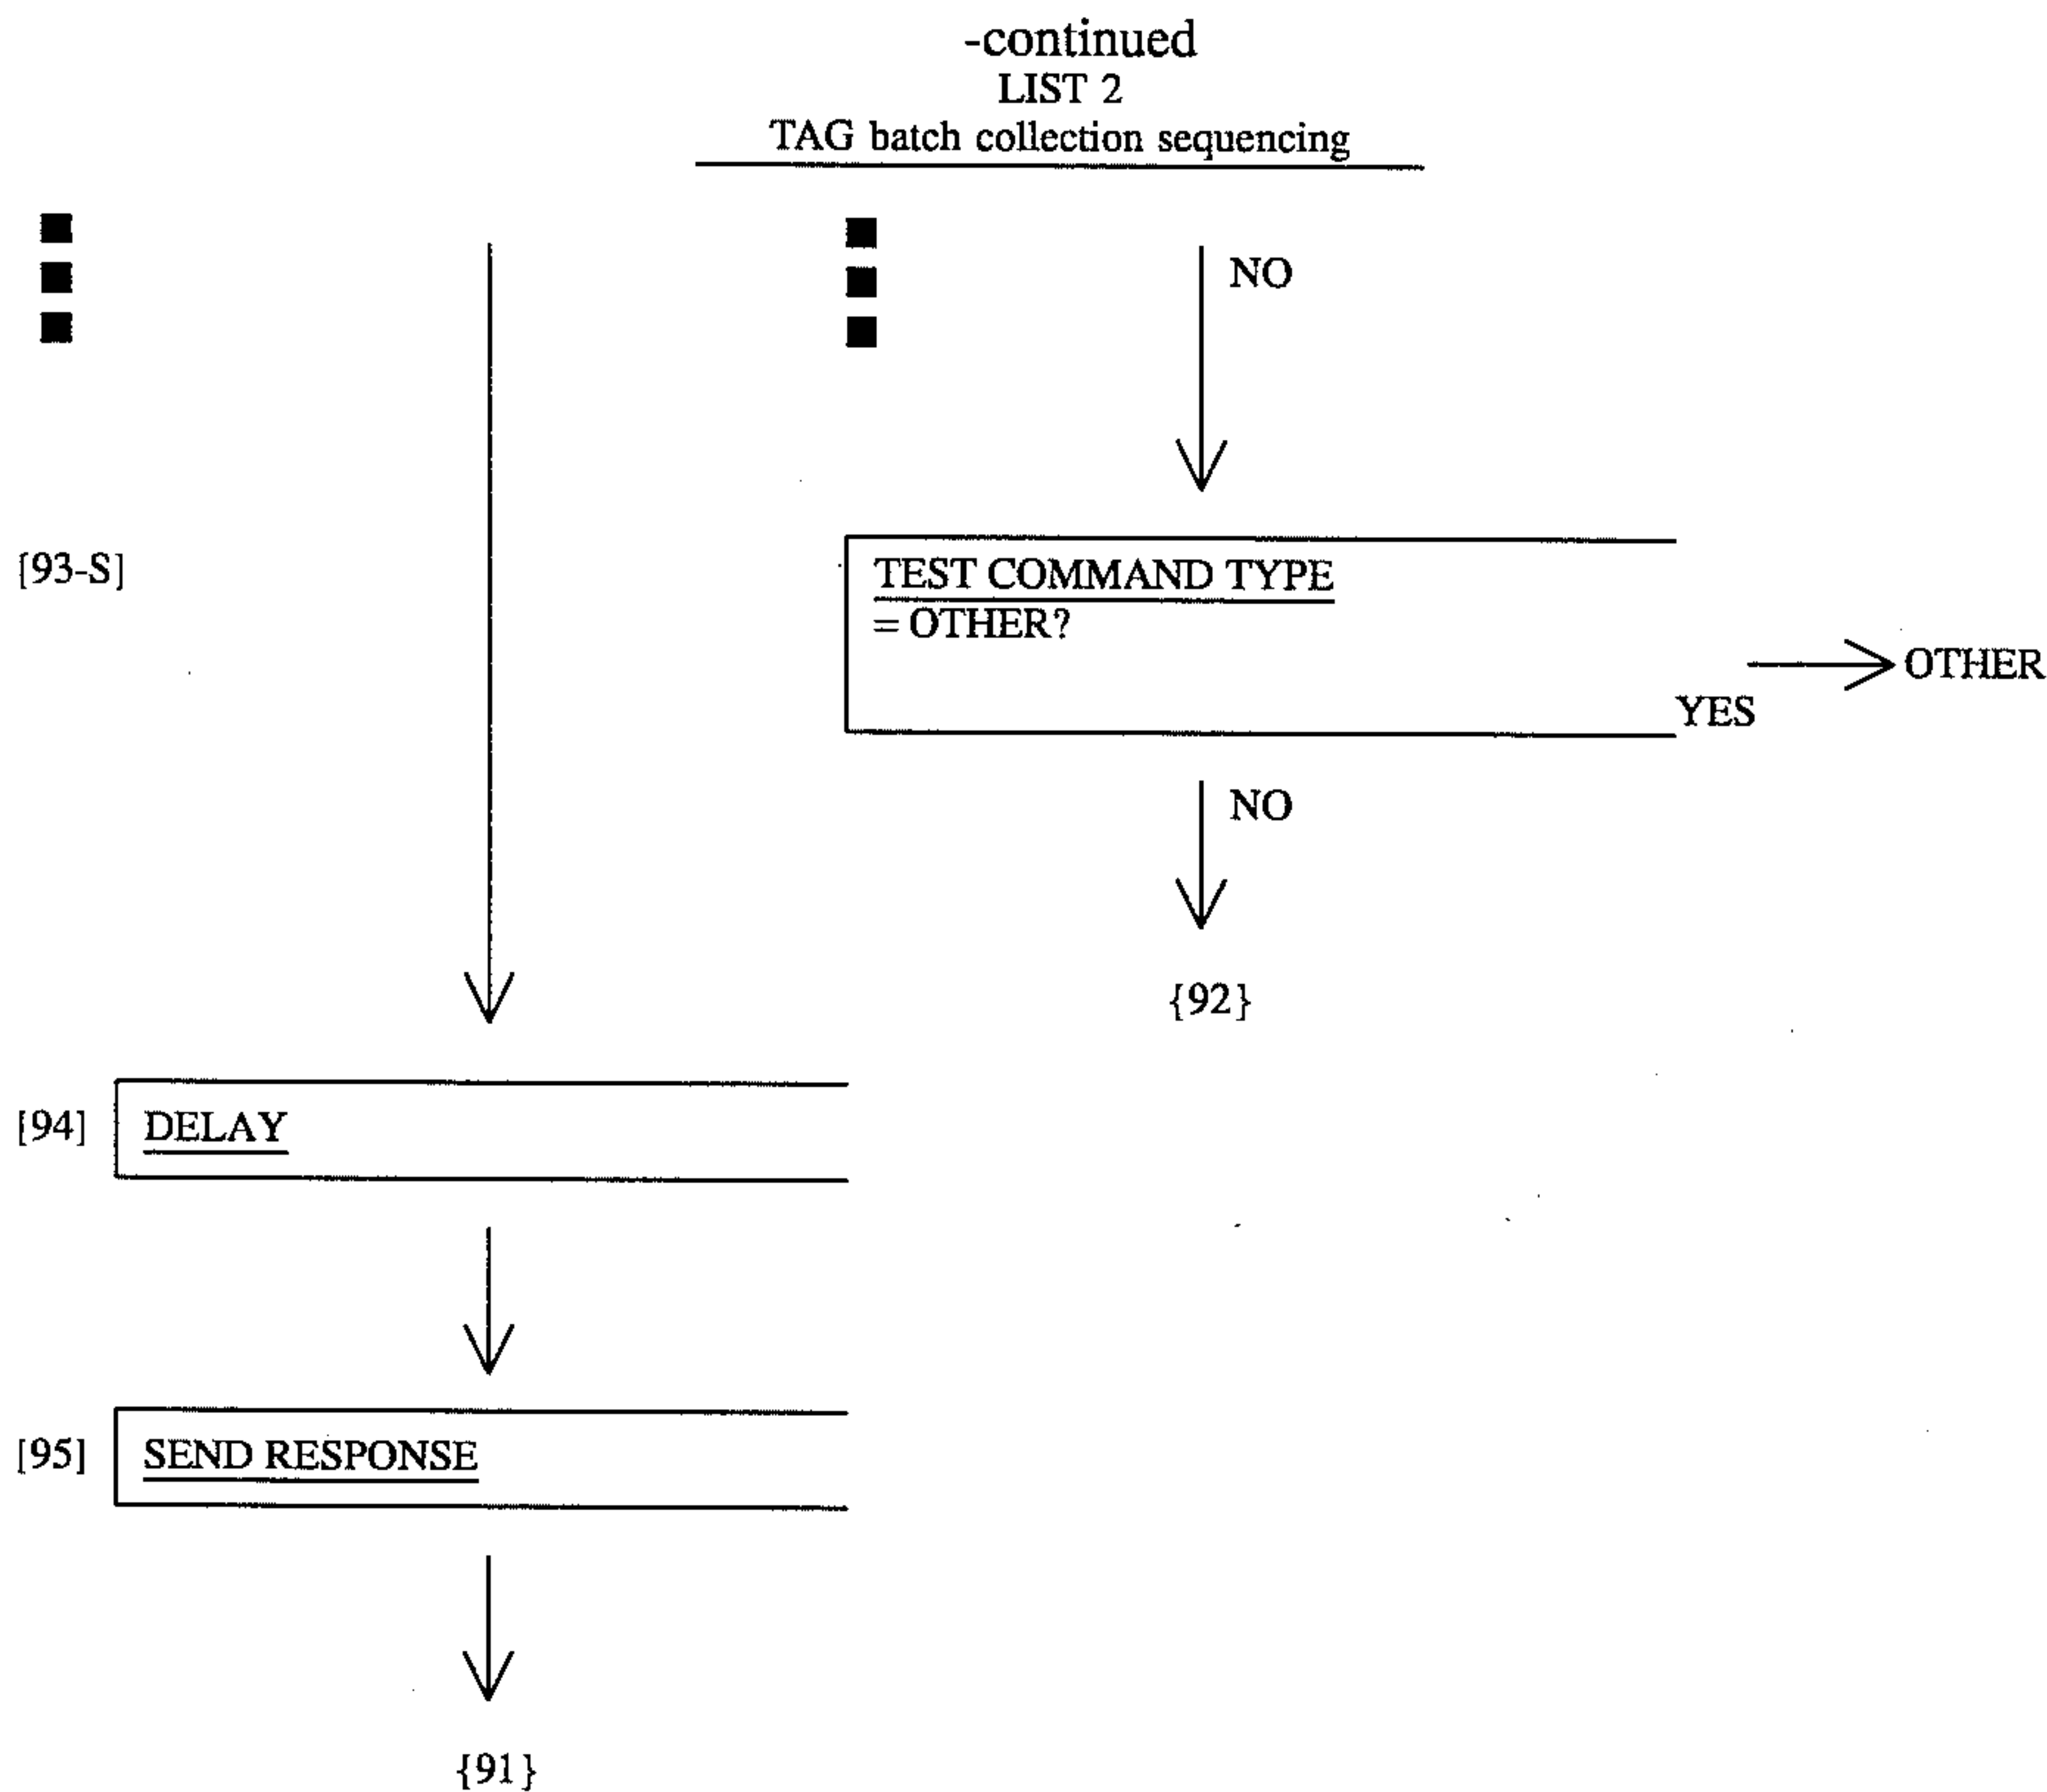 -continued
LIST 2
TAG batch collection sequencing
NO
[93-S]
TEST COMMAND TYPE
= OTHER?
OTHER
YES
NO
{92}
[94]
DELAY
[95]
SEND RESPONSE
{91}